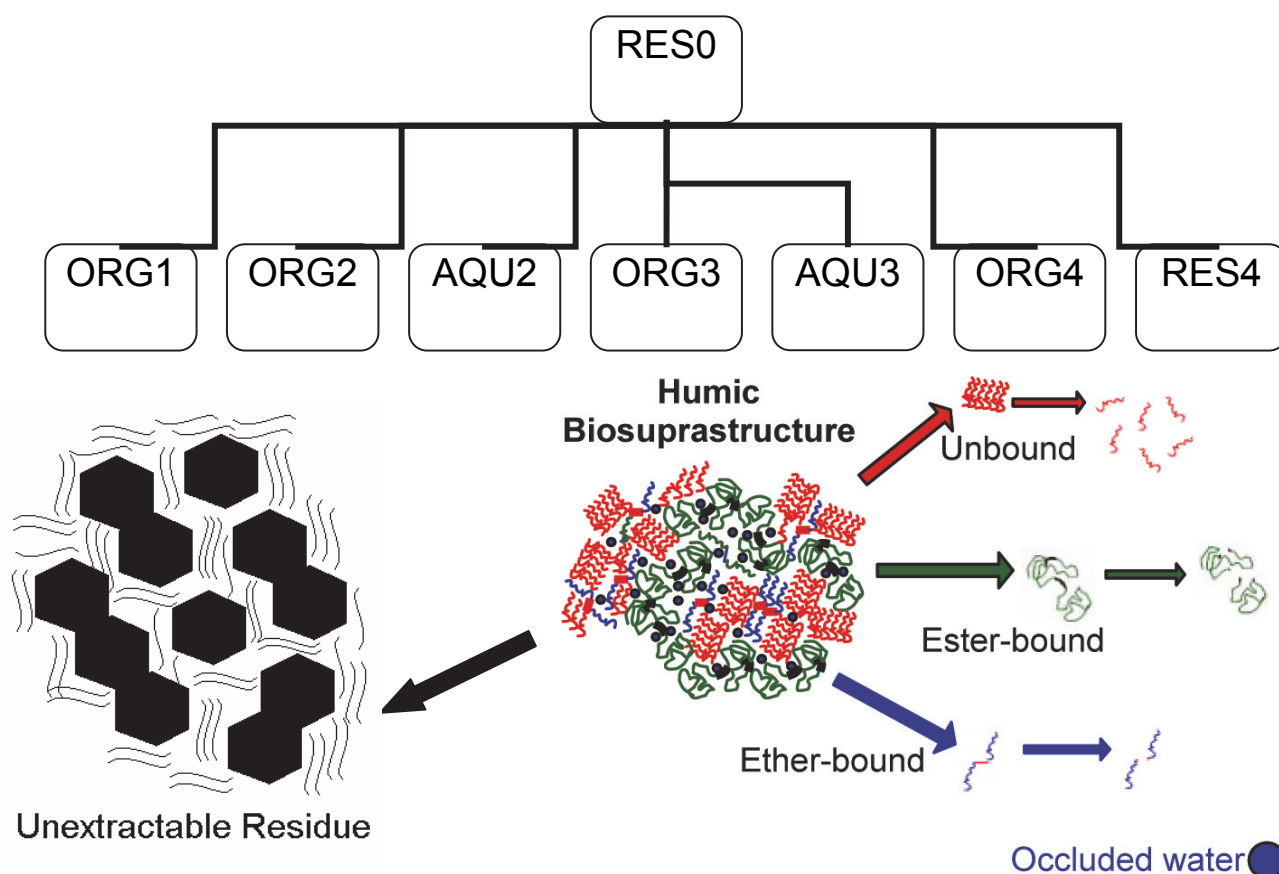 RES0
ORG1
ORG2
AQU2
ORG3
AQU3
ORG4
RES4
Humic
Biosuprastructure
Unbound
Ester-bound
Ether-bound
Unextractable Residue
Occluded water